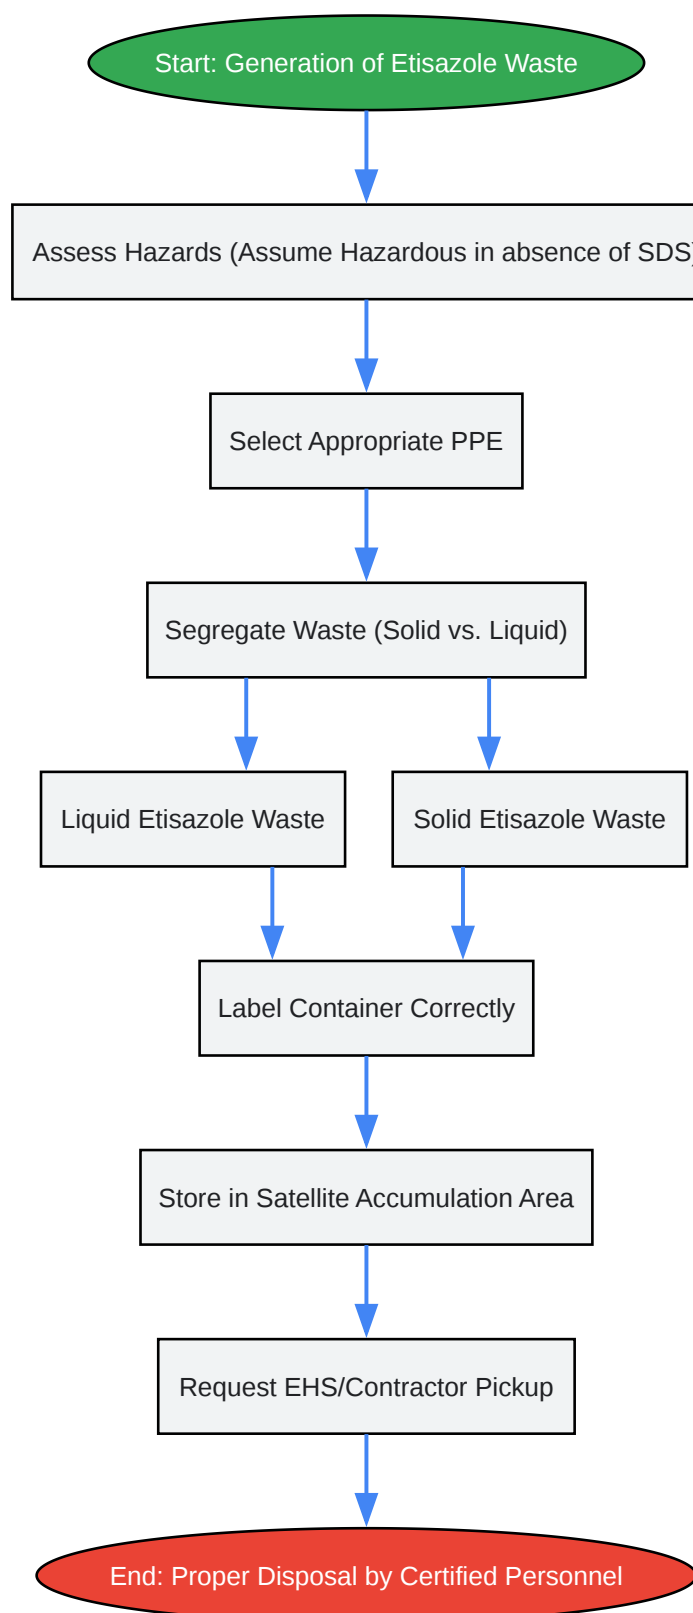 Start: Generation of Etisazole Waste
Assess Hazards (Assume Hazardous in absence of SDS)
Select Appropriate PPE
Segregate Waste (Solid vs. Liquid)
Liquid Etisazole Waste
Solid Etisazole Waste
Label Container Correctly
Store in Satellite Accumulation Area
Request EHS/Contractor Pickup
End: Proper Disposal by Certified Personnel